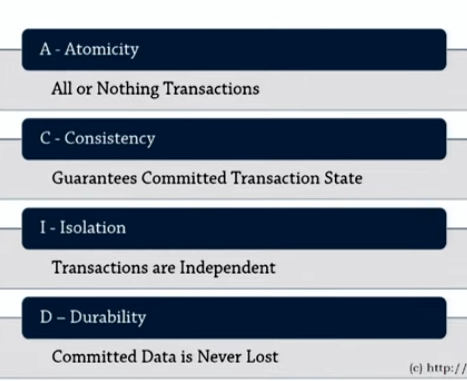 A - Atomicity
All or Nothing Transactions
C - Consistency
Guarantees Committed Transaction State
I - Isolation
Transactions are Independent
D – Durability
Committed Data is Never Lost
(c) http://